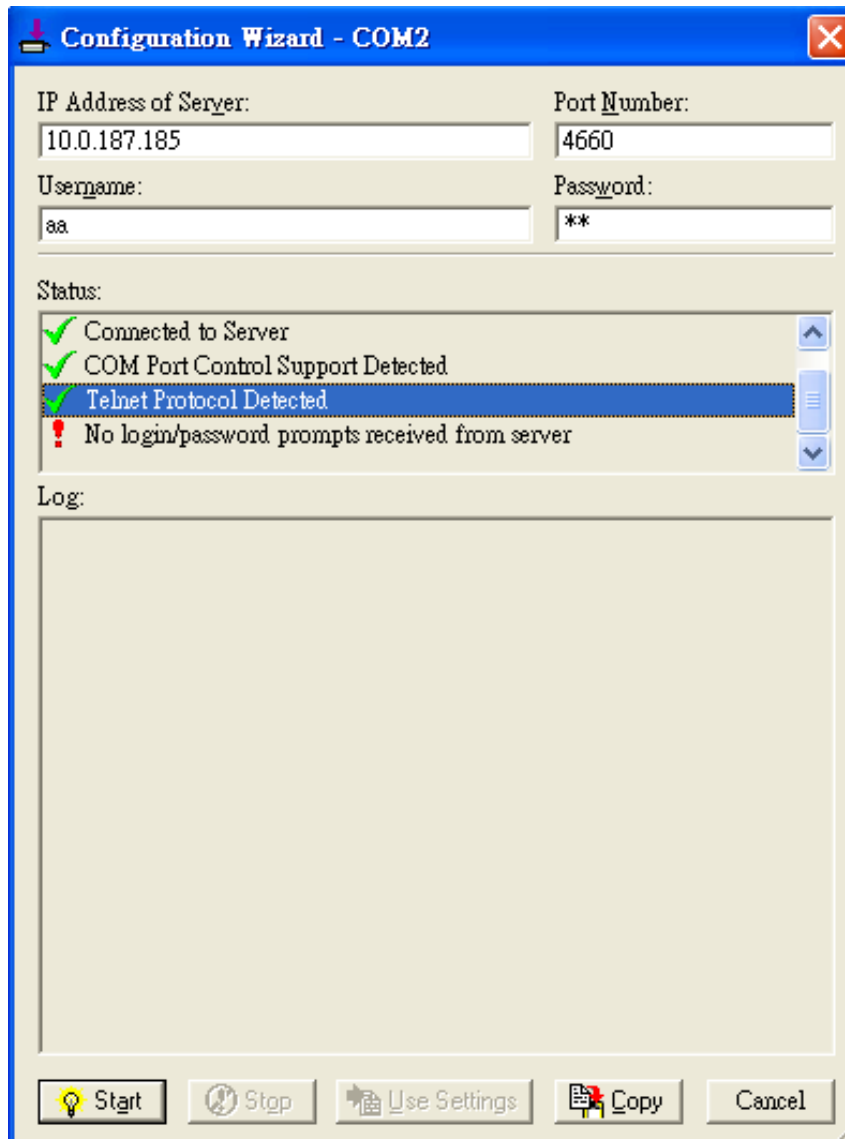 Configuration Wizard - COM2
IP Address of Server: Port Number:
10.0.187.185 4660
Username: Password:
aa **
Status:
Connected to Server
COM Port Control Support Detected
Telnet Protocol Detected
No login/password prompts received from server
Log:
Start Stop Use Settings Copy Cancel